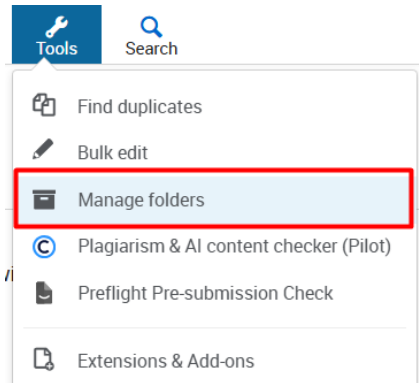 Tools
Search
Find duplicates
Bulk edit
Manage folders
Plagiarism & AI content checker (Pilot)
Preflight Pre-submission Check
Extensions & Add-ons